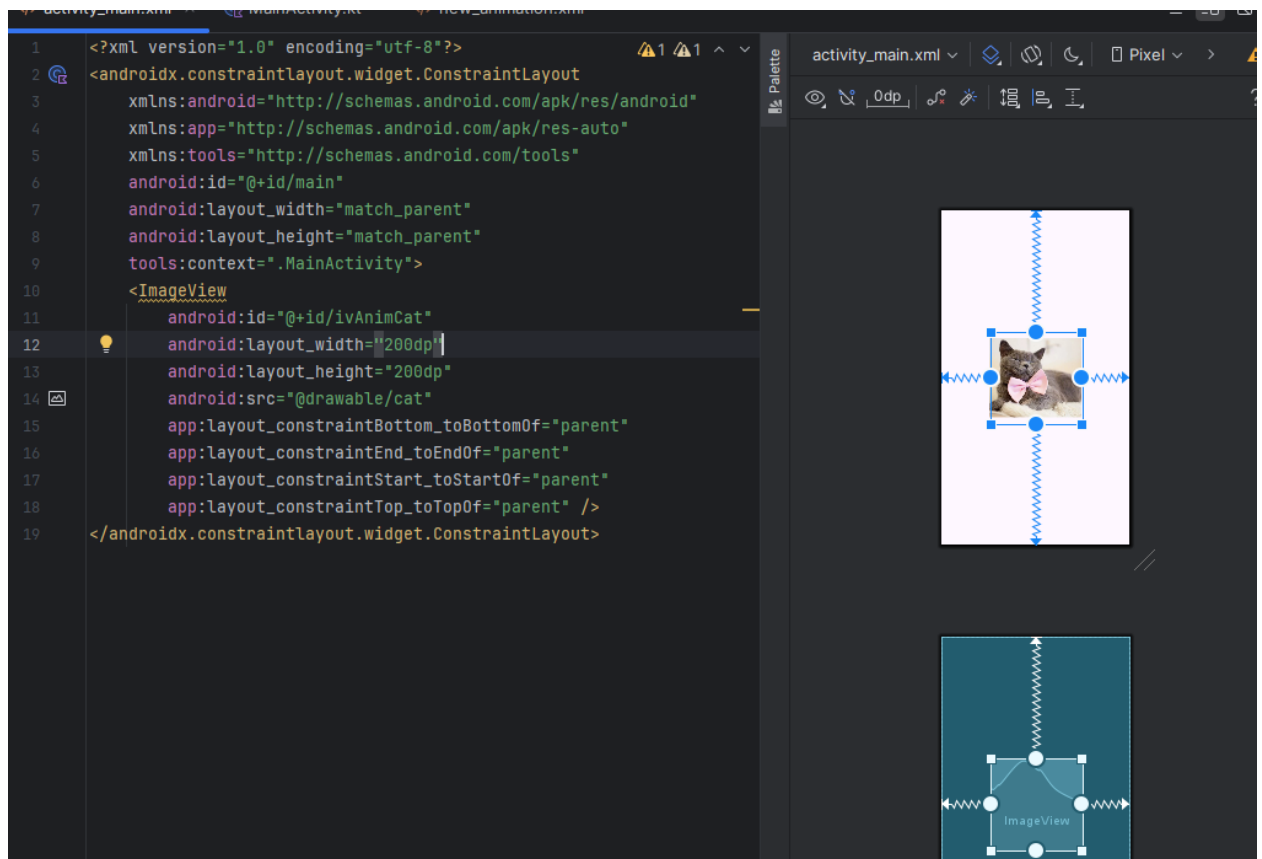 activity_main.xml MainActivity.kt new_animation.xml
1 <?xml version="1.0" encoding="utf-8"?> 1 1
2 <androidx.constraintlayout.widget.ConstraintLayout
3 xmlns:android="http://schemas.android.com/apk/res/android"
4 xmlns:app="http://schemas.android.com/apk/res-auto"
5 xmlns:tools="http://schemas.android.com/tools"
6 android:id="@+id/main"
7 android:layout_width="match_parent"
8 android:layout_height="match_parent"
9 tools:context=".MainActivity">
10 <ImageView
11 android:id="@+id/ivAnimCat"
12 android:layout_width="200dp"
13 android:layout_height="200dp"
14 android:src="@drawable/cat"
15 app:layout_constraintBottom_toBottomOf="parent"
16 app:layout_constraintEnd_toEndOf="parent"
17 app:layout_constraintStart_toStartOf="parent"
18 app:layout_constraintTop_toTopOf="parent" />
19 </androidx.constraintlayout.widget.ConstraintLayout>
Palette
activity_main.xml Pixel
0dp ?
ImageView